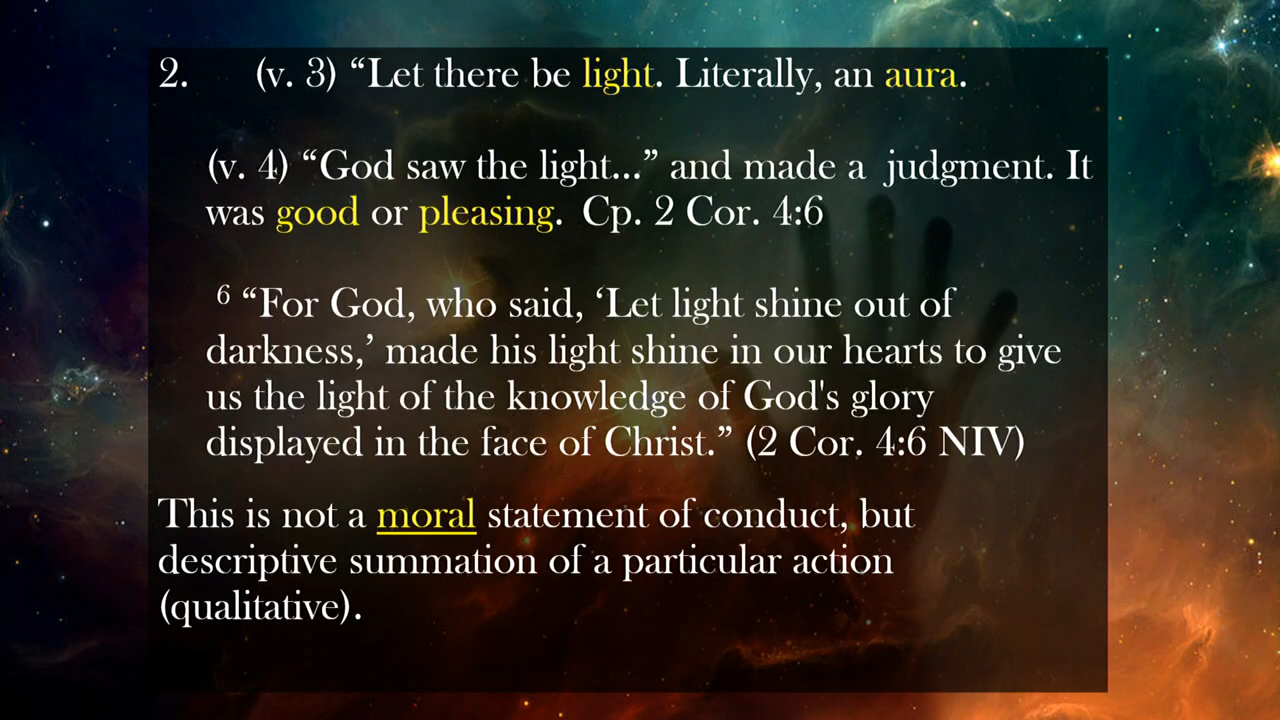 2. (v. 3) “Let there be light. Literally, an aura.
(v. 4) “God saw the light...” and made a judgment. It
was good or pleasing. Cp. 2 Cor. 4:6
6 “For God, who said, ‘Let light shine out of
darkness,’ made his light shine in our hearts to give
us the light of the knowledge of God's glory
displayed in the face of Christ.” (2 Cor. 4:6 NIV)
This is not a moral statement of conduct, but
descriptive summation of a particular action
(qualitative).